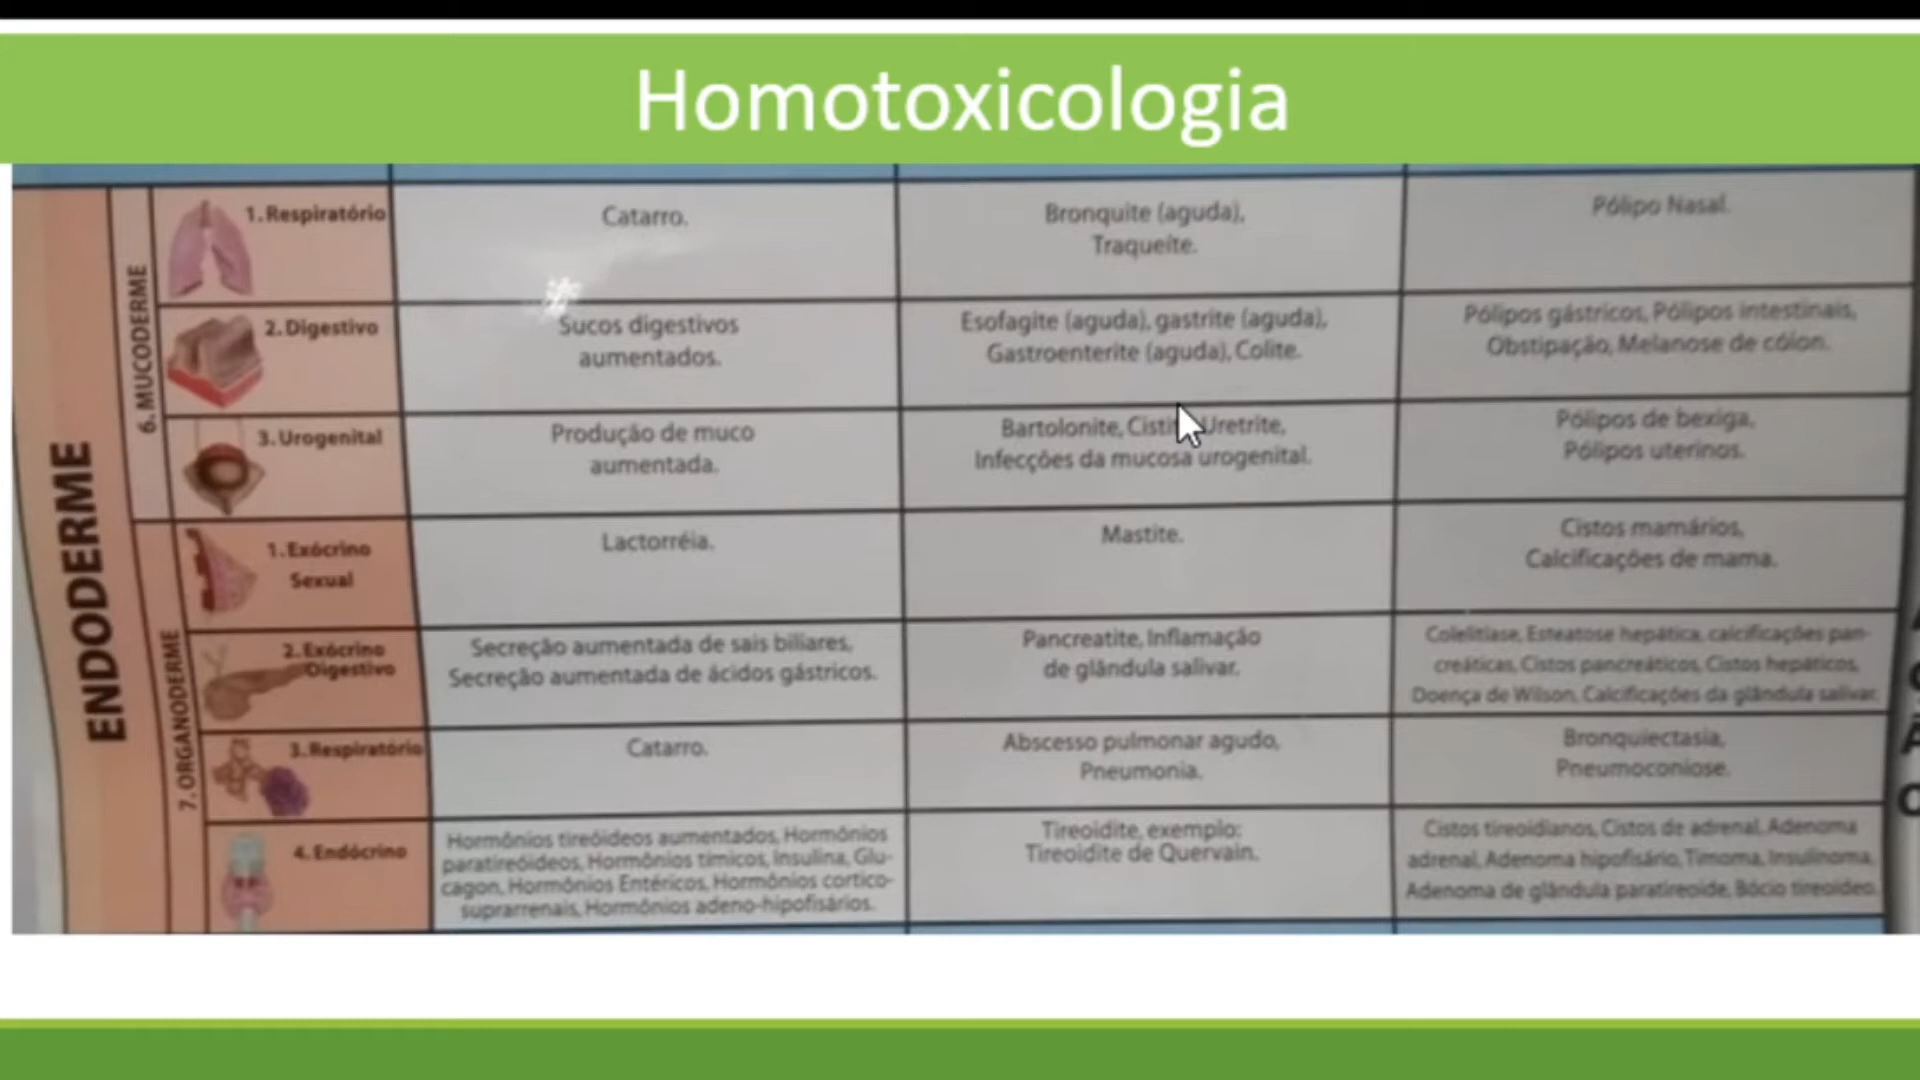 Homotoxicologia
ENDODERME
6. MUCODERME
1. Respiratório
Catarro.
Bronquite (aguda),
Traqueíte.
Pólipo Nasal.
2. Digestivo
Sucos digestivos
aumentados.
Esofagite (aguda), gastrite (aguda),
Gastroenterite (aguda), Colite.
Pólipos gástricos, Pólipos intestinais,
Obstipação, Melanose de cólon.
3. Urogenital
Produção de muco
aumentada.
Bartolonite, Uretrite,
Infecções da mucosa urogenital.
Pólipos de bexiga,
Pólipos uterinos.
7. ORGANODERME
1. Exócrino
Sexual
Lactorréia.
Mastite.
Cistos mamários,
Calcificações de mama.
2. Exócrino
Digestivo
Secreção aumentada de sais biliares,
Secreção aumentada de ácidos gástricos.
Pancreatite, Inflamação
de glândula salivar.
Colelitíase, Esteatose hepática, calcificações pan-
creáticas, Cistos pancreáticos, Cistos hepáticos,
Doença de Wilson, Calcificações da glândula salivar.
3. Respiratório
Catarro.
Abscesso pulmonar agudo,
Pneumonia.
Bronquiectasia,
Pneumoconiose.
4. Endócrino
Hormônios tireóideos aumentados, Hormônios
paratireóideos, Hormônios tímicos, Insulina, Glu-
cagon, Hormônios Entéricos, Hormônios cortico-
suprarrenais, Hormônios adeno-hipofisários.
Tireoidite, exemplo:
Tireoidite de Quervain.
Cistos tireoidianos, Cistos de adrenal, Adenoma
adrenal, Adenoma hipofisário, Timoma, Insulinoma,
Adenoma de glândula paratireoide, Bócio tireoideo.